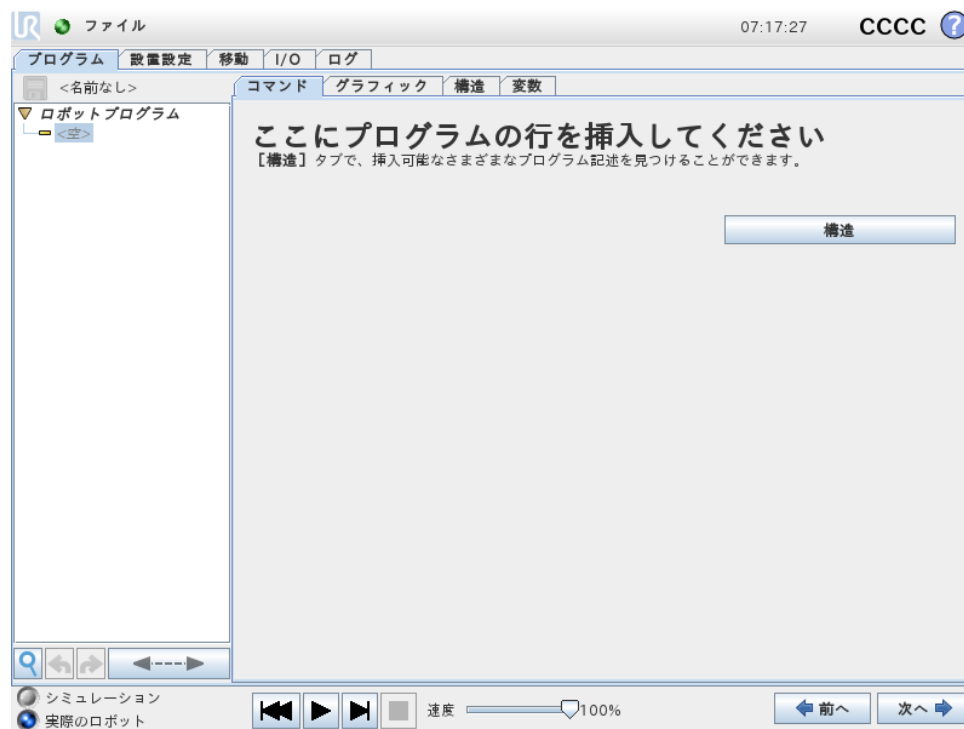 UR ファイル 07:17:27 CCCC ?
プログラム 設置設定 移動 I/O ログ
<名前なし> コマンド グラフィック 構造 変数
ロボットプログラム
<空>
ここにプログラムの行を挿入してください
［構造］タブで、挿入可能なさまざまなプログラム記述を見つけることができます。
構造
シミュレーション
実際のロボット
速度 100%
前へ 次へ